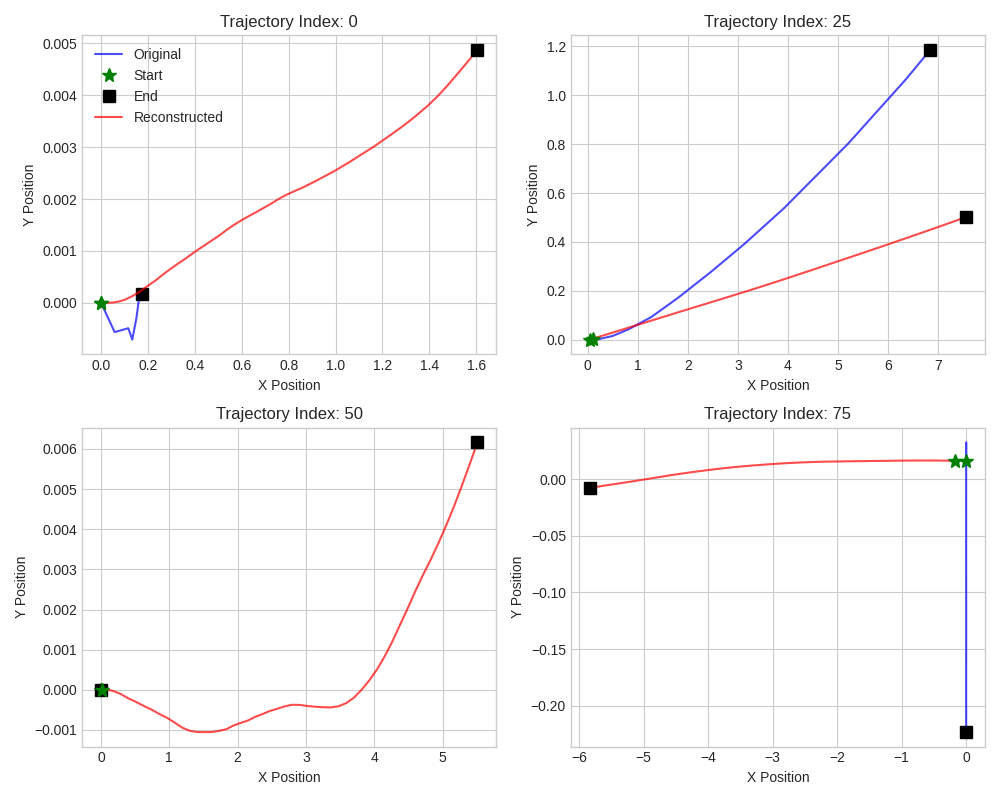 Trajectory Index: 0
0.005
0.004
0.003
0.002
0.001
0.000
Y Position
Original
Start
End
Reconstructed
0.0 0.2 0.4 0.6 0.8 1.0 1.2 1.4 1.6
X Position
Trajectory Index: 25
1.2
1.0
0.8
0.6
0.4
0.2
0.0
Y Position
0 1 2 3 4 5 6 7
X Position
Trajectory Index: 50
0.006
0.005
0.004
0.003
0.002
0.001
0.000
−0.001
Y Position
0 1 2 3 4 5
X Position
Trajectory Index: 75
0.00
−0.05
−0.10
−0.15
−0.20
Y Position
−6 −5 −4 −3 −2 −1 0
X Position